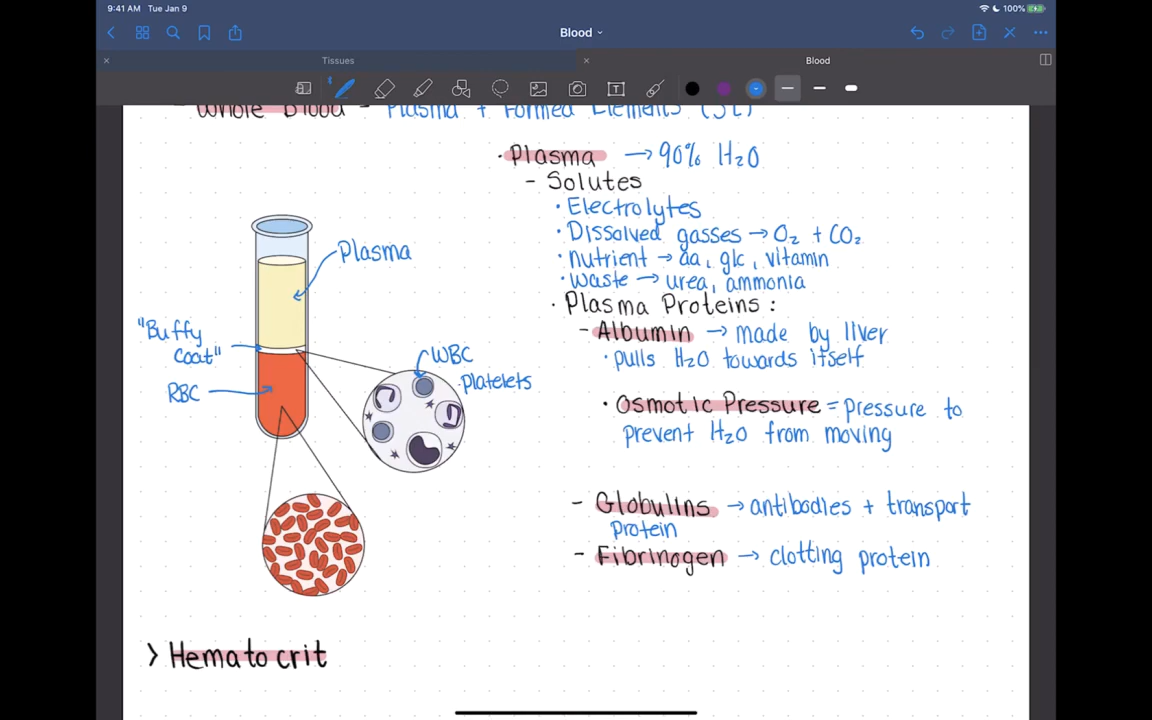 9:41 AM Tue Jan 9
100%
Blood
Tissues
Blood
Whole Blood - Plasma + Formed Elements (5L)
· Plasma → 90% H₂O
- Solutes
· Electrolytes
· Dissolved gasses → O₂ + CO₂
· nutrient → aa, glc, vitamin
· waste → urea, ammonia
· Plasma Proteins :
- Albumin → made by liver
· pulls H₂O towards itself
· Osmotic Pressure = pressure to
prevent H₂O from moving
- Globulins → antibodies + transport
protein
- Fibrinogen → clotting protein
Plasma
"Buffy
coat"
RBC
WBC
Platelets
> Hematocrit